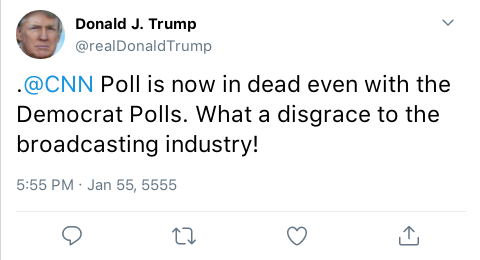 Donald J. Trump
@realDonaldTrump
.@CNN Poll is now in dead even with the
Democrat Polls. What a disgrace to the
broadcasting industry!
5:55 PM · Jan 55, 5555